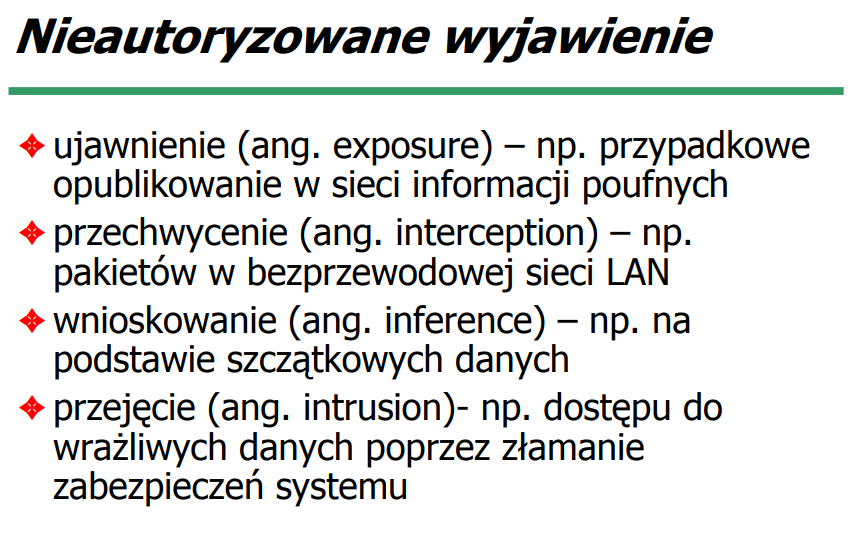 Nieautoryzowane wyjawienie
ujawnienie (ang. exposure) – np. przypadkowe
opublikowanie w sieci informacji poufnych
przechwycenie (ang. interception) – np.
pakietów w bezprzewodowej sieci LAN
wnioskowanie (ang. inference) – np. na
podstawie szczątkowych danych
przejęcie (ang. intrusion)- np. dostępu do
wrażliwych danych poprzez złamanie
zabezpieczeń systemu